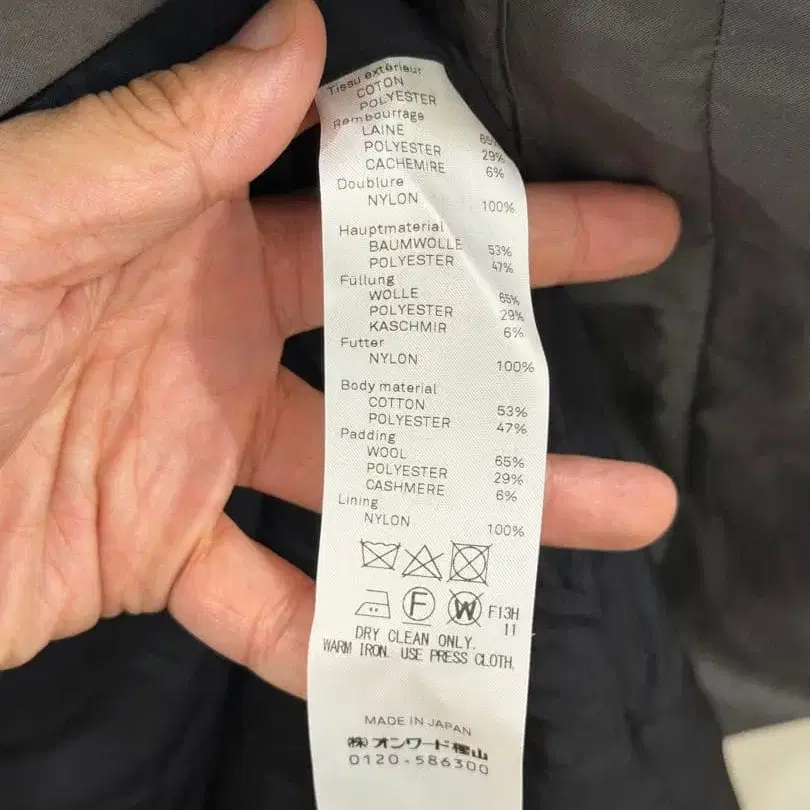 Tissu extérieur
COTON
POLYESTER
Rembourrage
LAINE 65%
POLYESTER 29%
CACHEMIRE 6%
Doublure
NYLON 100%
Hauptmaterial
BAUMWOLLE 53%
POLYESTER 47%
Füllung
WOLLE 65%
POLYESTER 29%
KASCHMIR 6%
Futter
NYLON 100%
Body material
COTTON 53%
POLYESTER 47%
Padding
WOOL 65%
POLYESTER 29%
CASHMERE 6%
Lining
NYLON 100%
F W F13H
11
DRY CLEAN ONLY.
WARM IRON. USE PRESS CLOTH.
MADE IN JAPAN
(株)オンワード樫山
0120-586300